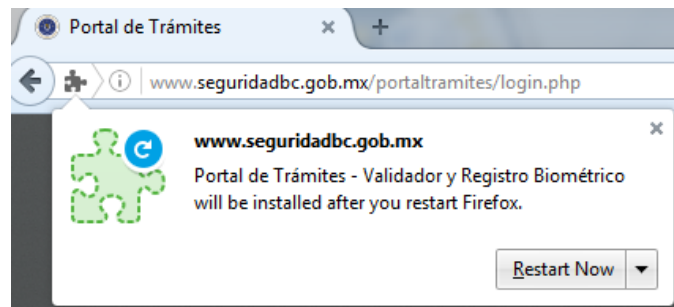 Portal de Trámites
www.seguridadbc.gob.mx/portaltramites/login.php
www.seguridadbc.gob.mx
Portal de Trámites - Validador y Registro Biométrico
will be installed after you restart Firefox.
Restart Now